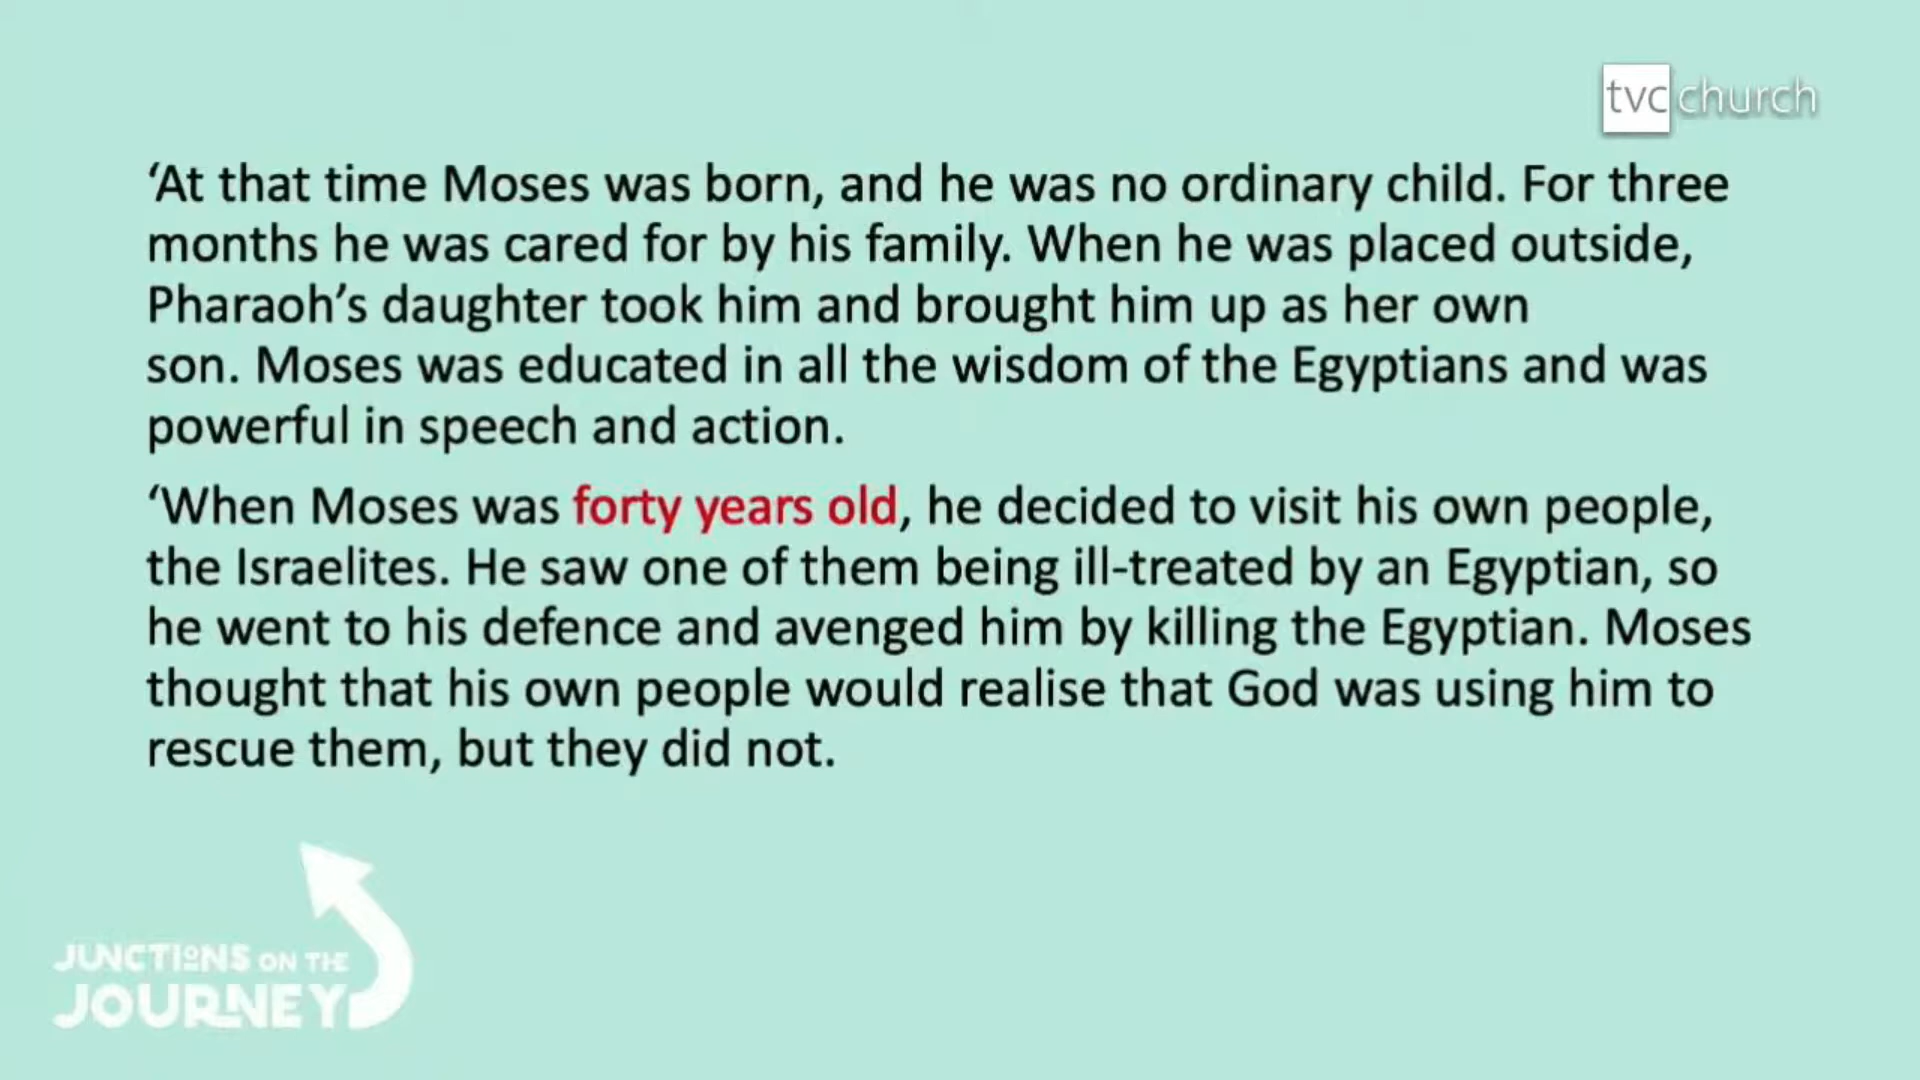 tvc church
‘At that time Moses was born, and he was no ordinary child. For three
months he was cared for by his family. When he was placed outside,
Pharaoh’s daughter took him and brought him up as her own
son. Moses was educated in all the wisdom of the Egyptians and was
powerful in speech and action.
‘When Moses was forty years old, he decided to visit his own people,
the Israelites. He saw one of them being ill-treated by an Egyptian, so
he went to his defence and avenged him by killing the Egyptian. Moses
thought that his own people would realise that God was using him to
rescue them, but they did not.
JUNCTIONS ON THE
JOURNEY